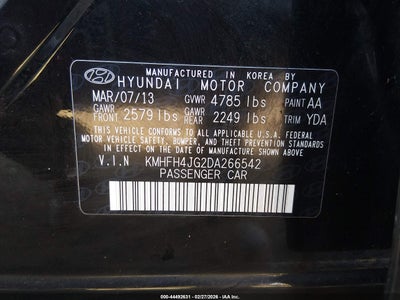 MANUFACTURED IN KOREA BY
HYUNDAI MOTOR COMPANY
MAR/07/13 GVWR 4785 lbs PAINT AA
GAWR FRONT 2579 lbs GAWR REAR 2249 lbs TRIM YDA
THIS VEHICLE CONFORMS TO ALL APPLICABLE U.S.A. FEDERAL
MOTOR VEHICLE SAFETY, BUMPER, AND THEFT PREVENTION
STANDARDS IN EFFECT ON THE DATE OF MANUFACTURE SHOWN ABOVE.
V.I.N KMHFH4JG2DA266542
PASSENGER CAR
000-44492631 - 02/27/2026 - IAA Inc.